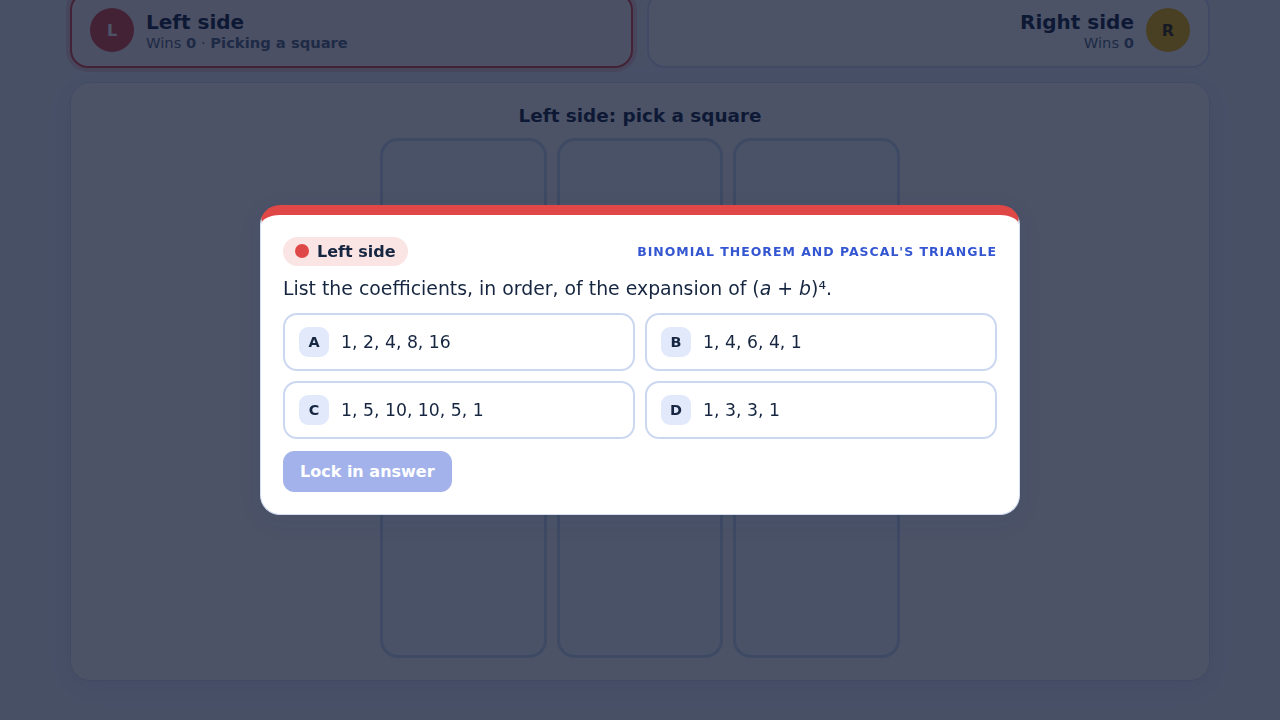 L
Left side
Wins 0 · Picking a square
Right side
Wins 0
R
Left side: pick a square
Left side
BINOMIAL THEOREM AND PASCAL'S TRIANGLE
List the coefficients, in order, of the expansion of (a + b)⁴.
A 1, 2, 4, 8, 16
B 1, 4, 6, 4, 1
C 1, 5, 10, 10, 5, 1
D 1, 3, 3, 1
Lock in answer